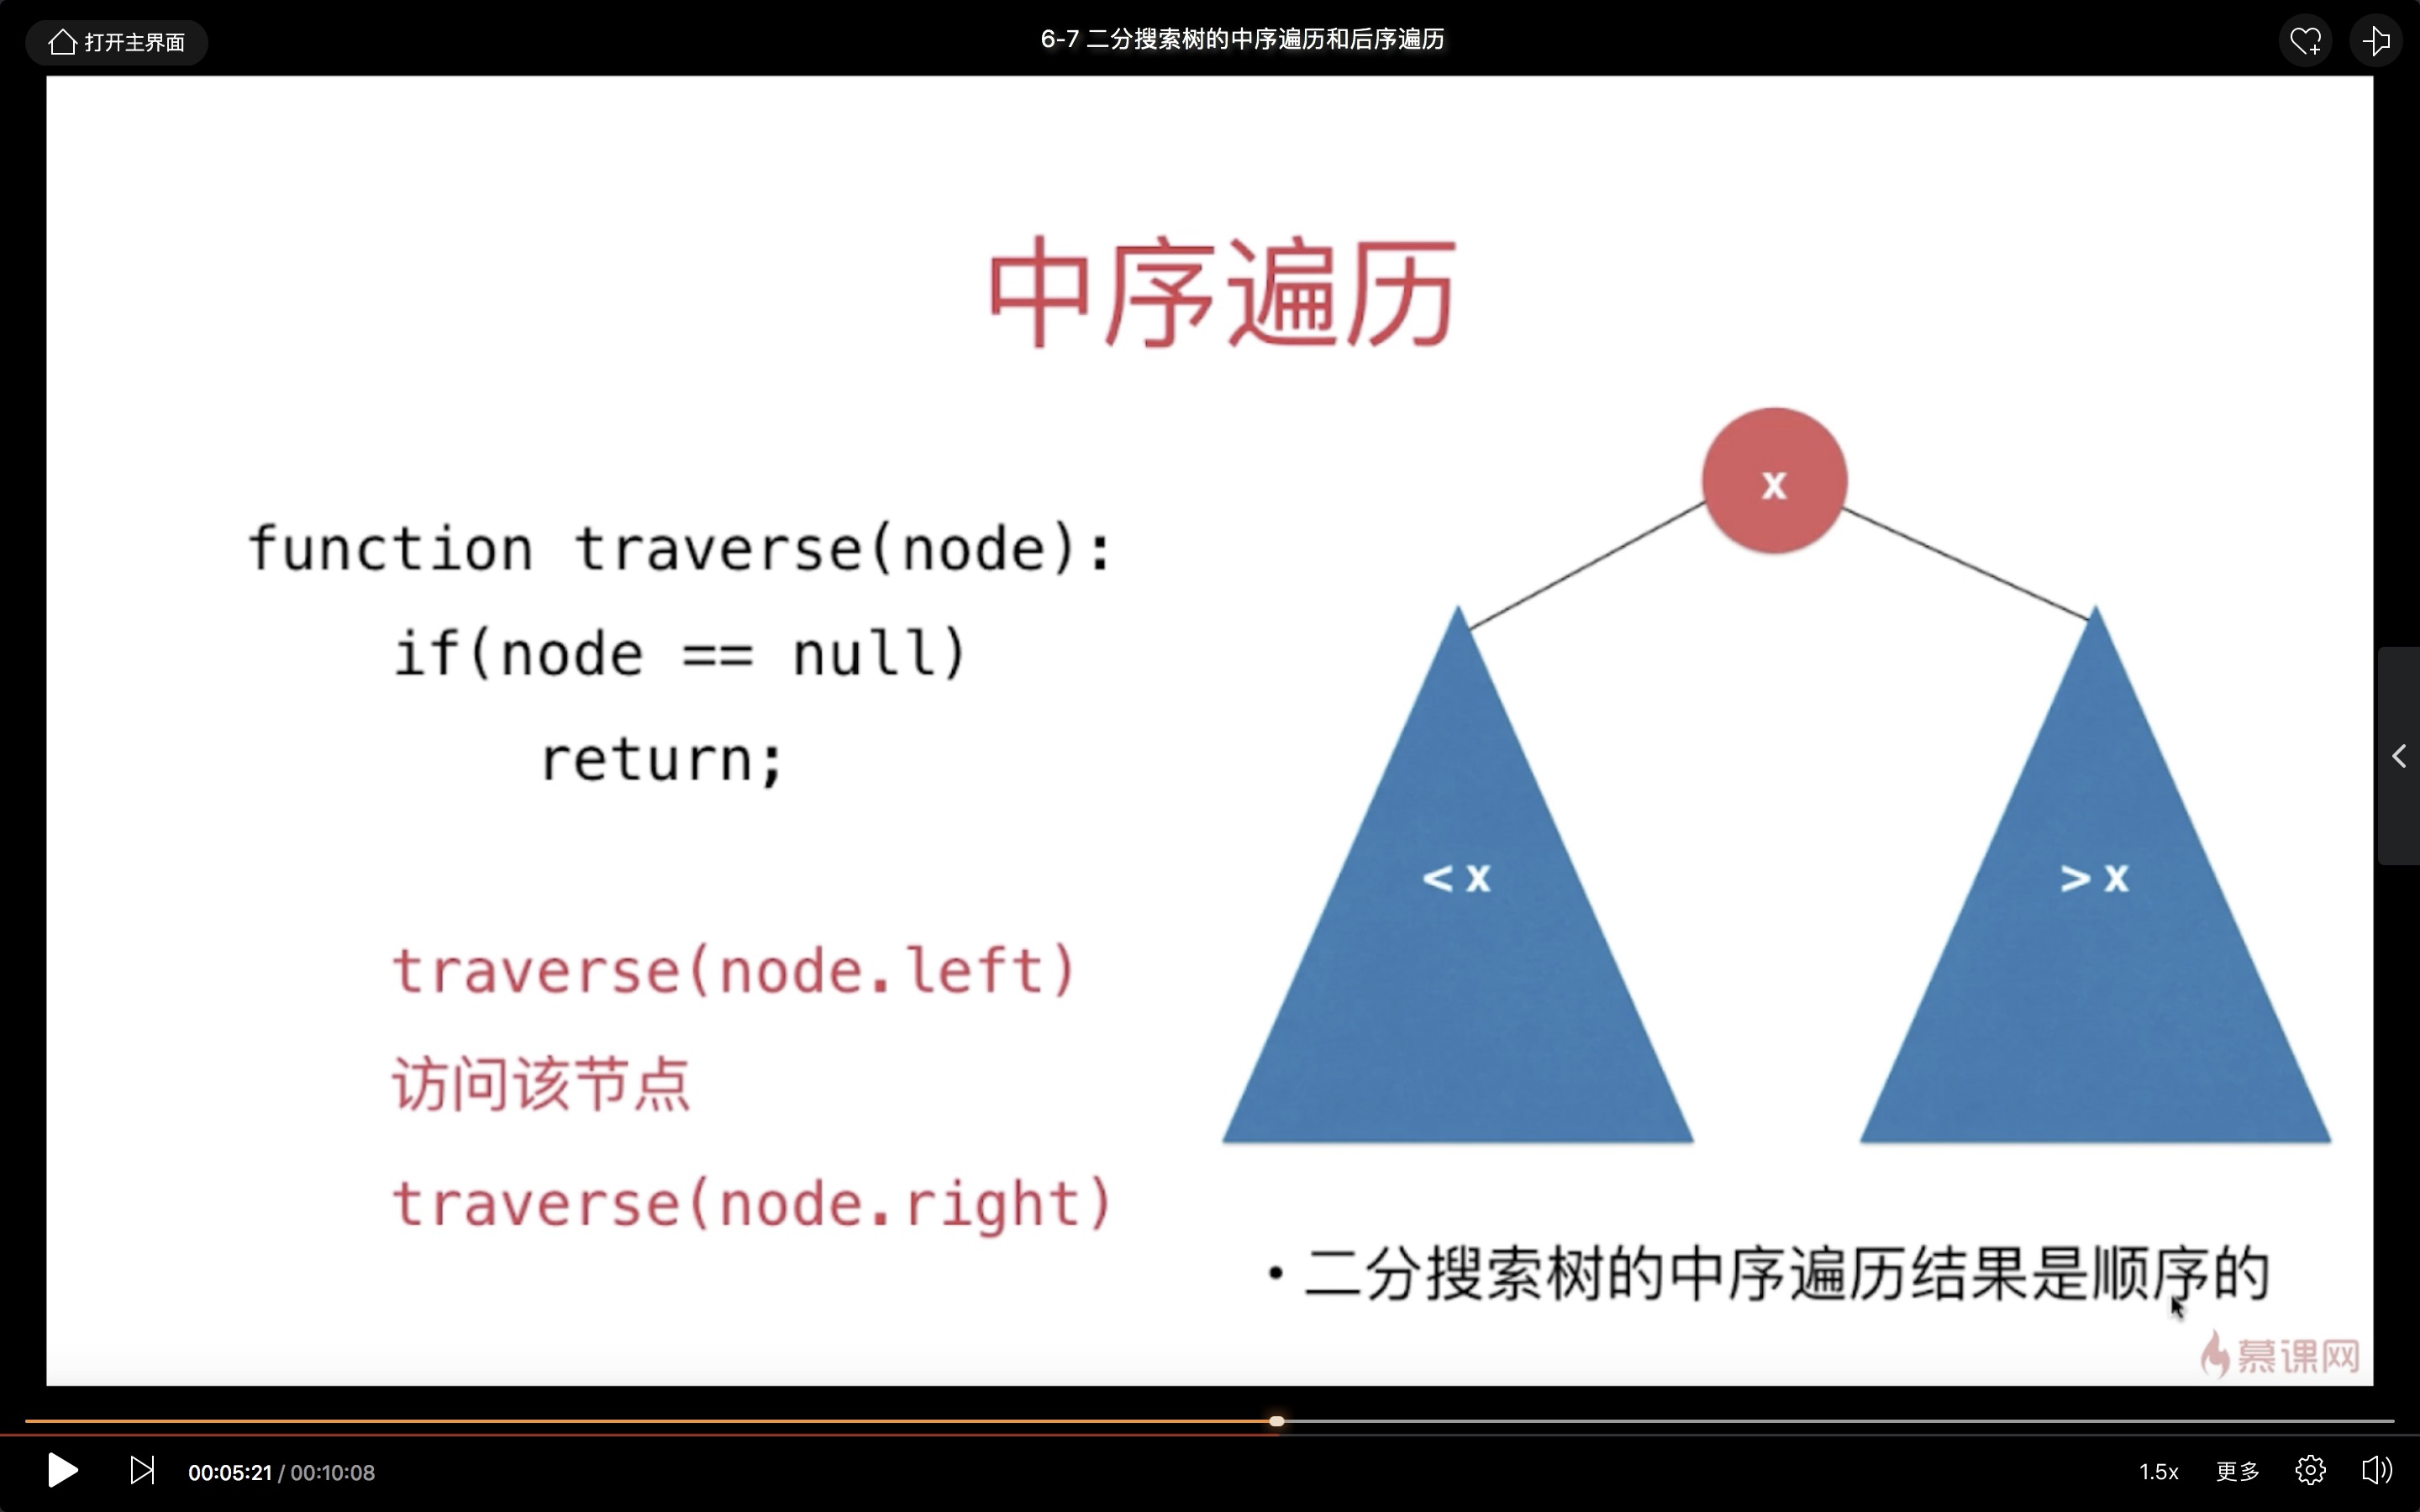 打开主界面
6-7 二分搜索树的中序遍历和后序遍历
中序遍历
function traverse(node):
if(node == null)
return;
traverse(node.left)
访问该节点
traverse(node.right)
x
< x
> x
• 二分搜索树的中序遍历结果是顺序的
慕课网
00:05:21 / 00:10:08
1.5x
更多